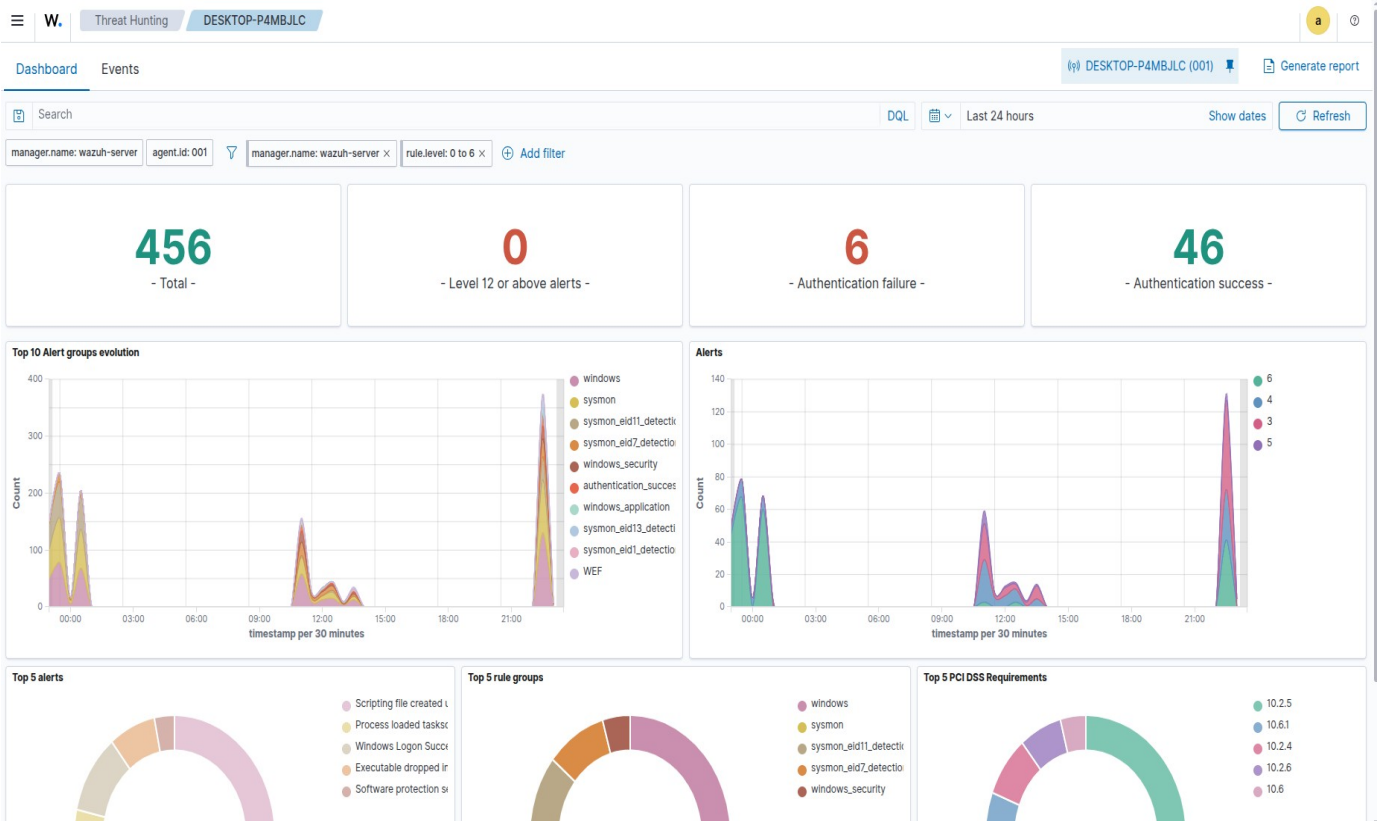 W. Threat Hunting DESKTOP-P4MBJLC a
Dashboard Events DESKTOP-P4MBJLC (001) Generate report
Search DQL Last 24 hours Show dates Refresh
manager.name: wazuh-server agent.id: 001 manager.name: wazuh-server × rule.level: 0 to 6 × Add filter
456
- Total -
0
- Level 12 or above alerts -
6
- Authentication failure -
46
- Authentication success -
Top 10 Alert groups evolution
400
300
200
100
0
Count
00:00 03:00 06:00 09:00 12:00 15:00 18:00 21:00
timestamp per 30 minutes
windows
sysmon
sysmon_eid11_detectic
sysmon_eid7_detection
windows_security
authentication_succes
windows_application
sysmon_eid13_detecti
sysmon_eid1_detection
WEF
Alerts
140
120
100
80
60
40
20
0
Count
00:00 03:00 06:00 09:00 12:00 15:00 18:00 21:00
timestamp per 30 minutes
6
4
3
5
Top 5 alerts
Scripting file created u
Process loaded tasksc
Windows Logon Succe
Executable dropped in
Software protection se
Top 5 rule groups
windows
sysmon
sysmon_eid11_detectic
sysmon_eid7_detection
windows_security
Top 5 PCI DSS Requirements
10.2.5
10.6.1
10.2.4
10.2.6
10.6